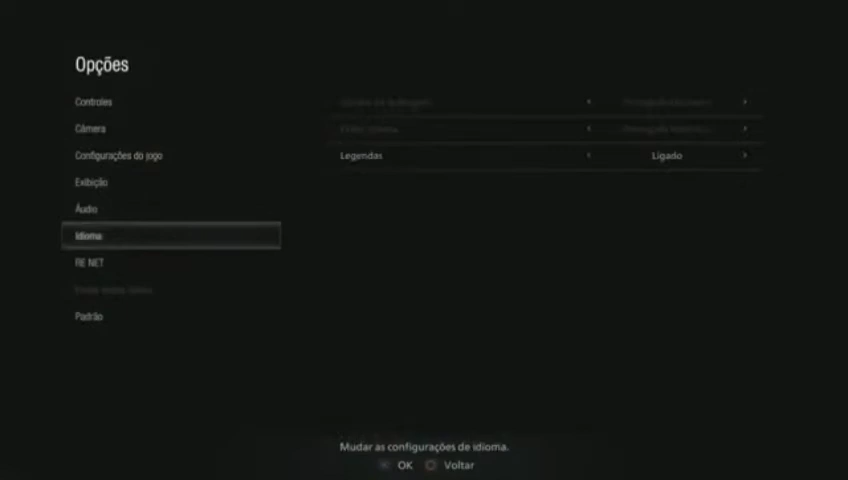 Opções
Controles
Câmera
Configurações do jogo
Legendas
Ligado
Exibição
Áudio
Idioma
RE NET
Padrão
Mudar as configurações de idioma.
OK Voltar